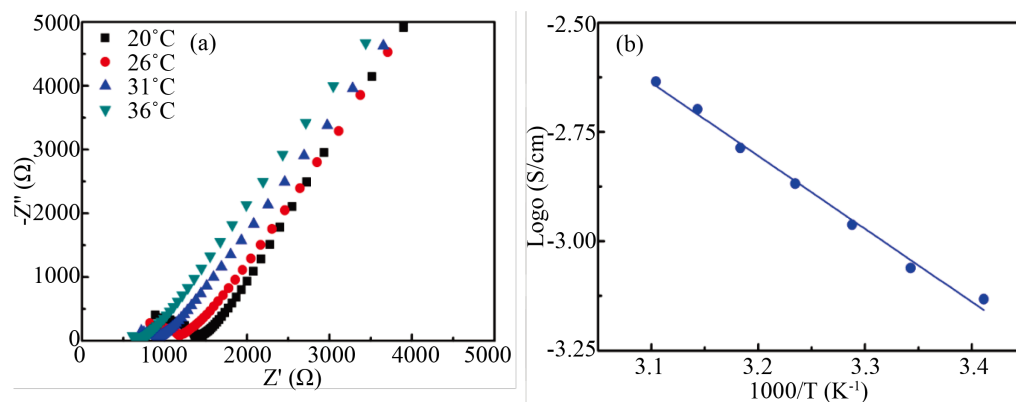 5000
4000
3000
2000
1000
0
-Z" (Ω)
20˚C
26˚C
31˚C
36˚C
(a)
0 1000 2000 3000 4000 5000
Z' (Ω)
(b)
-2.50
-2.75
-3.00
-3.25
Logo (S/cm)
3.1 3.2 3.3 3.4
1000/T (K⁻¹)